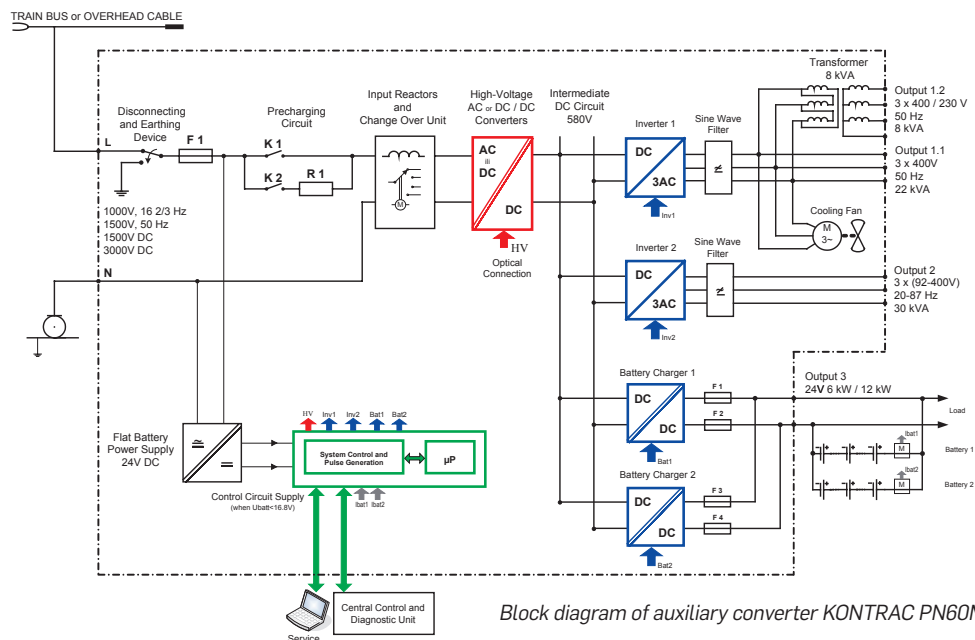 TRAIN BUS or OVERHEAD CABLE
Disconnecting
and Earthing
Device
L
F 1
Precharging
Circuit
K 1
K 2
R 1
Input Reactors
and
Change Over Unit
M
High-Voltage
AC or DC / DC
Converters
AC
ili
DC
DC
HV
Optical
Connection
Intermediate
DC Circuit
580V
Inverter 1
DC
3AC
Inv1
Sine Wave
Filter
≠
Transformer
8 kVA
Output 1.2
3 x 400 / 230 V
50 Hz
8 kVA
Output 1.1
3 x 400V
50 Hz
22 kVA
Cooling Fan
M
3~
1000V, 16 2/3 Hz
1500V, 50 Hz
1500V DC
3000V DC
N
Inverter 2
DC
3AC
Inv2
Sine Wave
Filter
≠
Output 2
3 x (92-400V)
20-87 Hz
30 kVA
Battery Charger 1
DC
DC
Bat1
F 1
F 2
Output 3
24V 6 kW / 12 kW
Load
Ibat1
M
Battery 1
Ibat2
M
Battery 2
Battery Charger 2
DC
DC
Bat2
F 3
F 4
Flat Battery
Power Supply
24V DC
HV Inv1 Inv2 Bat1 Bat2
System Control and
Pulse Generation
µP
Control Circuit Supply
(when Ubatt<16.8V)
Ibat1 Ibat2
Service
Central Control and
Diagnostic Unit
Block diagram of auxiliary converter KONTRAC PN60